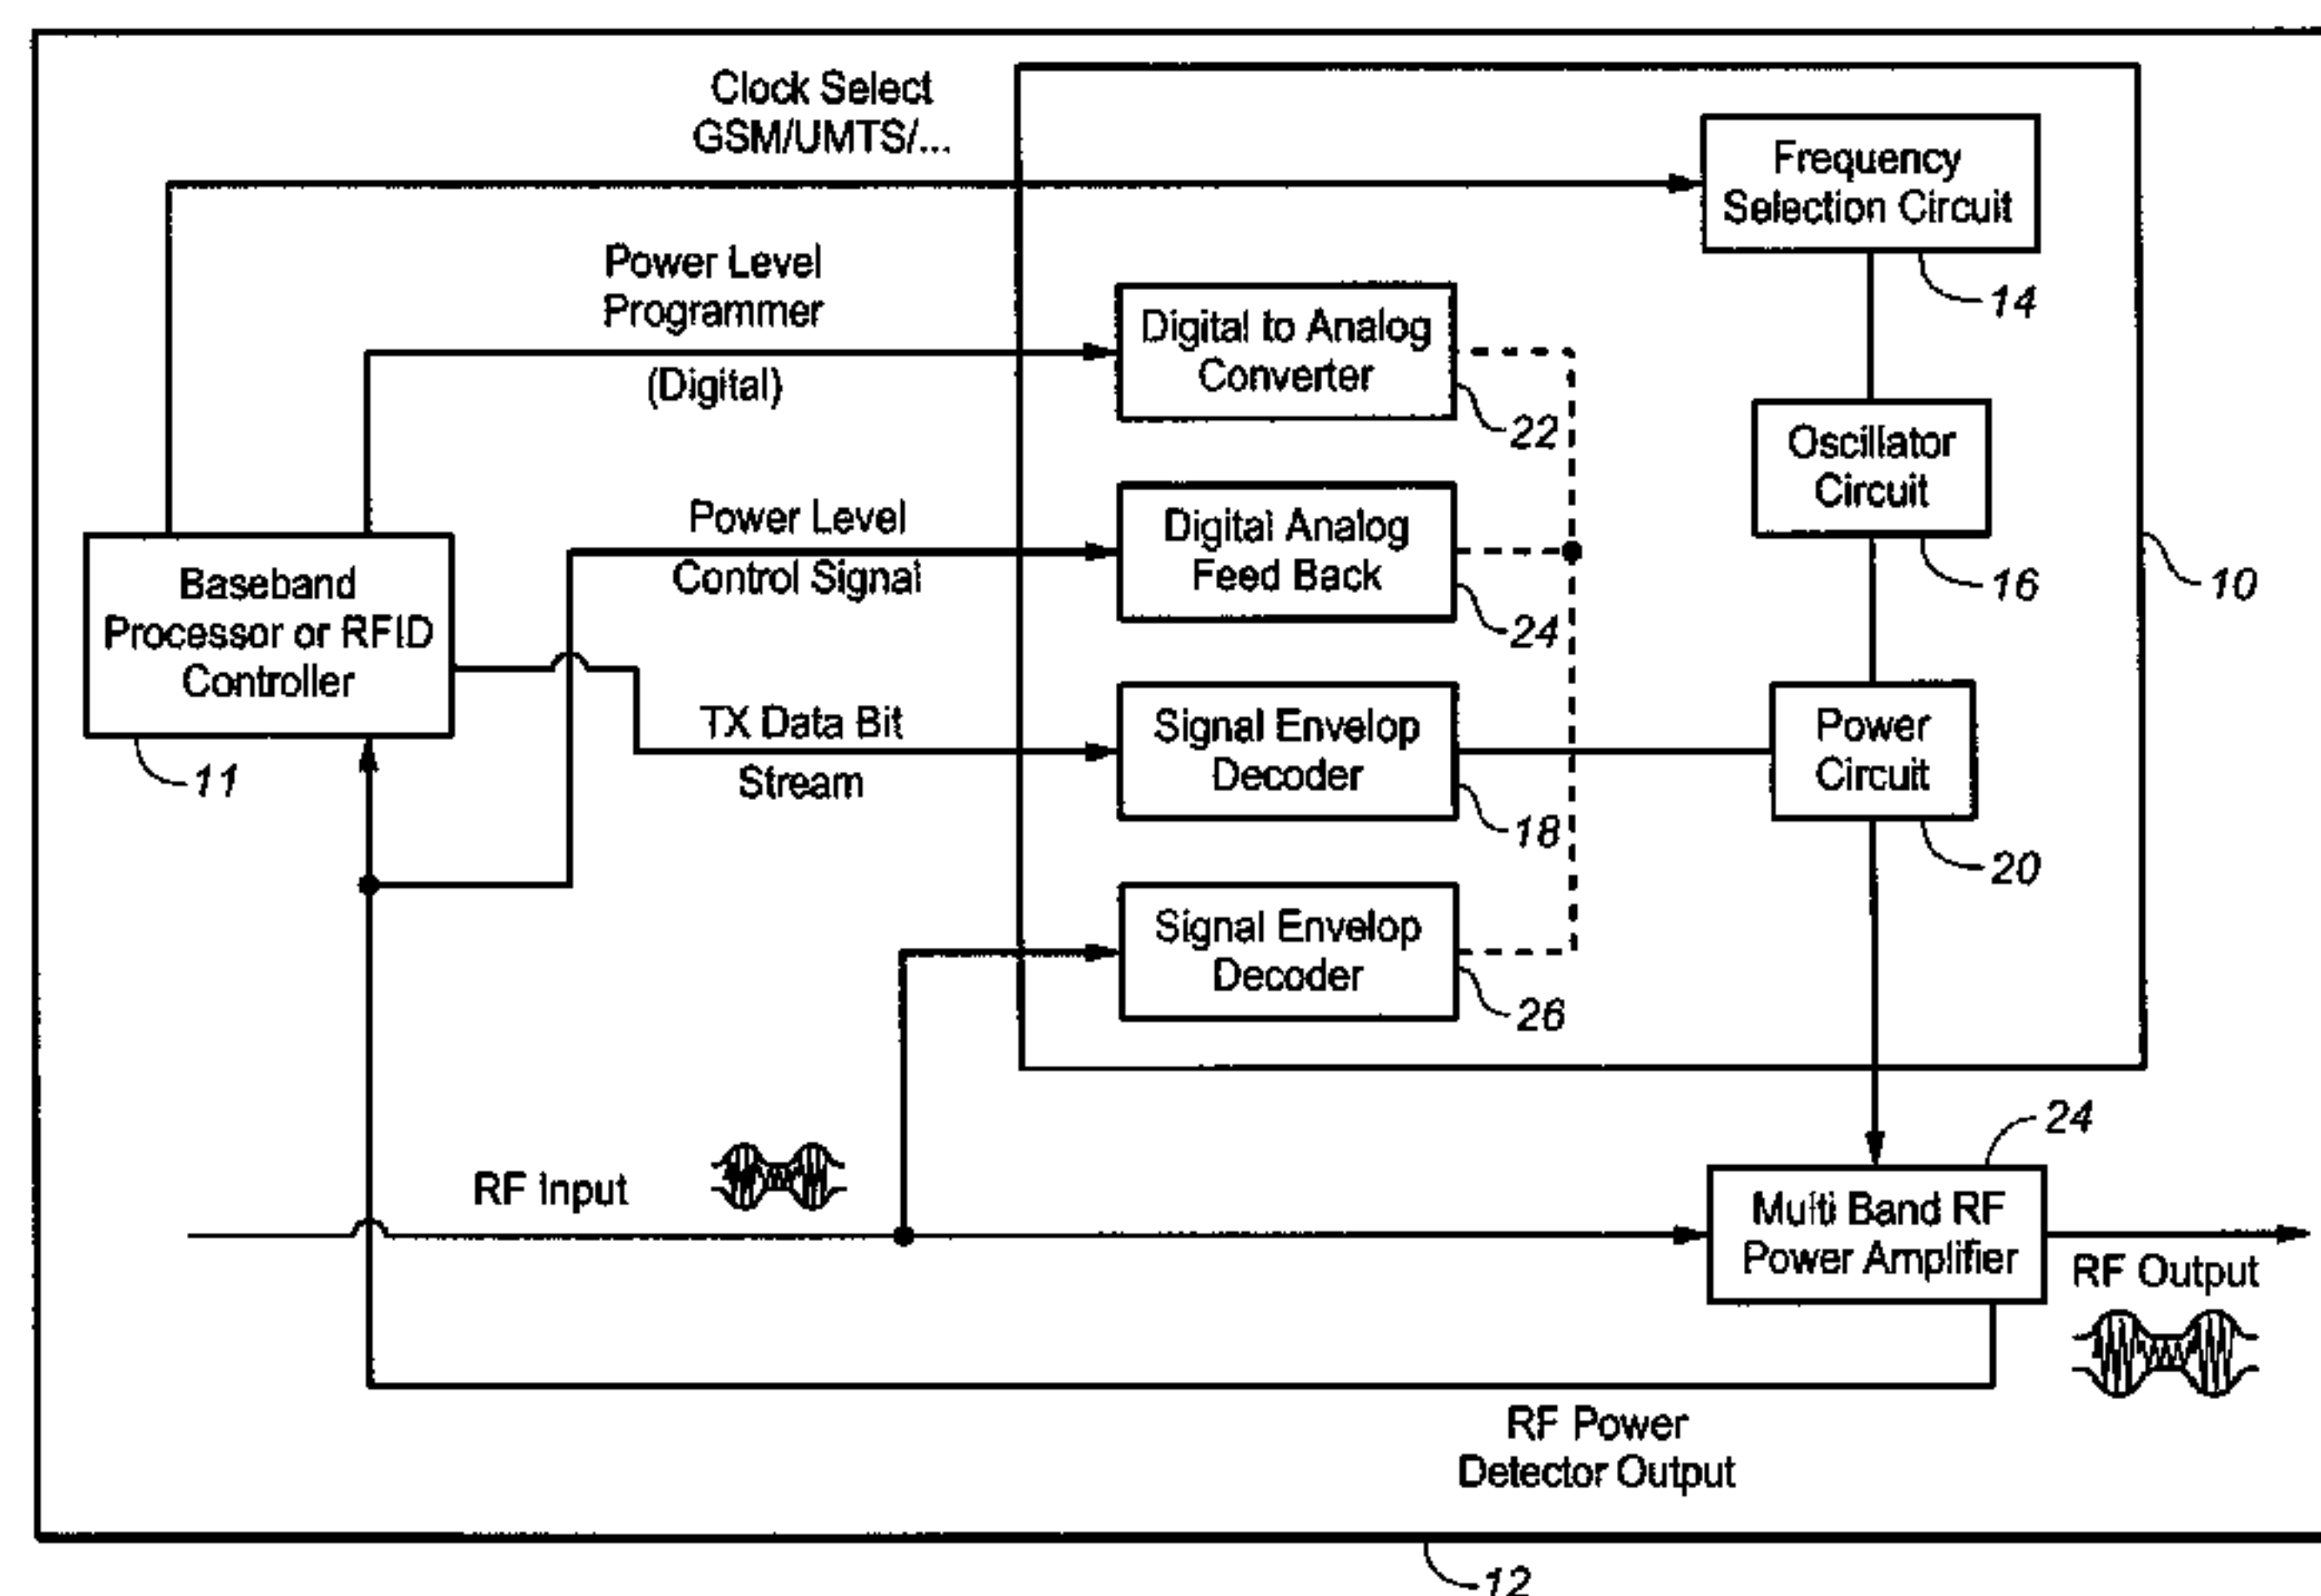 Clock Select
GSM/UMTS/...
Frequency
Selection Circuit
14
Power Level
Programmer
(Digital)
Digital to Analog
Converter
22
Oscillator
Circuit
16
10
Power Level
Control Signal
Digital Analog
Feed Back
24
Baseband
Processor or RFID
Controller
11
TX Data Bit
Stream
Signal Envelop
Decoder
18
Power
Circuit
20
Signal Envelop
Decoder
26
24
RF Input
Multi Band RF
Power Amplifier
RF Output
RF Power
Detector Output
12